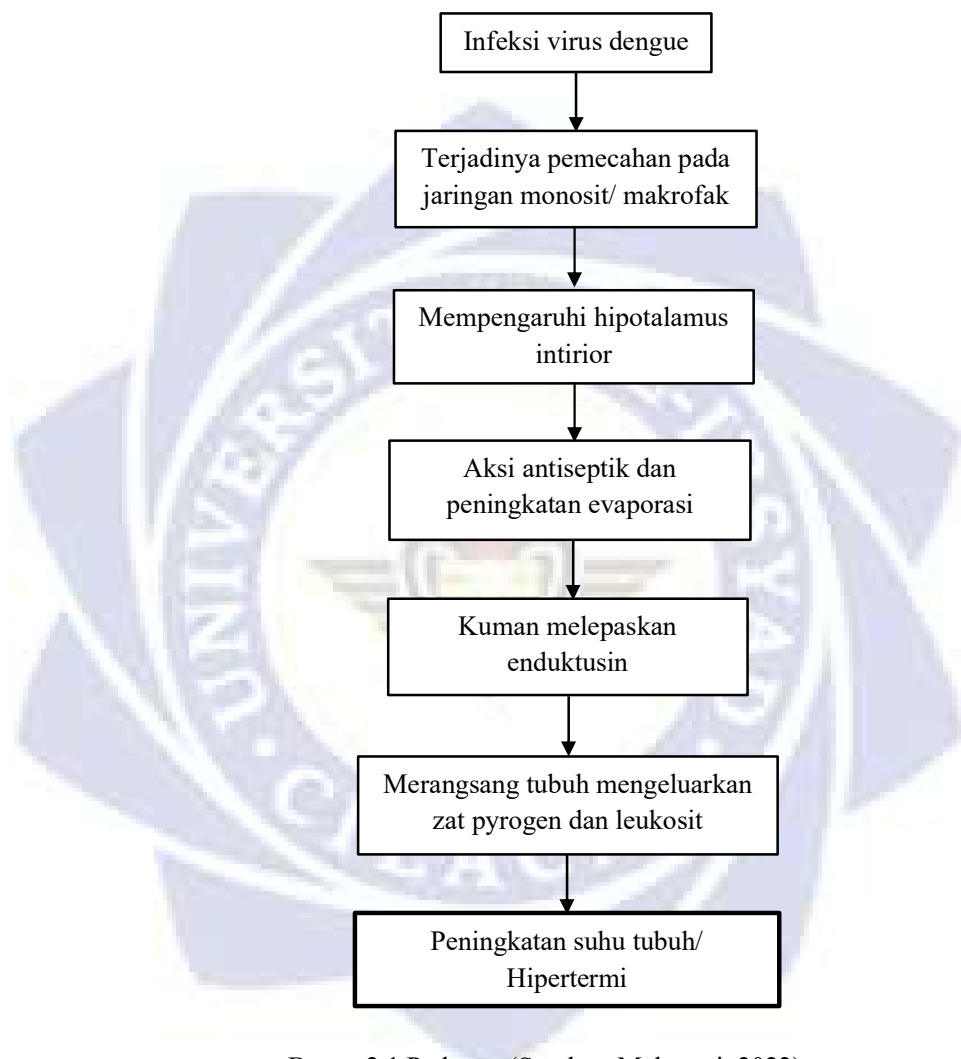 Infeksi virus dengue
Terjadinya pemecahan pada
jaringan monosit/ makrofak
Mempengaruhi hipotalamus
intirior
Aksi antiseptik dan
peningkatan evaporasi
Kuman melepaskan
enduktusin
Merangsang tubuh mengeluarkan
zat pyrogen dan leukosit
Peningkatan suhu tubuh/
Hipertermi